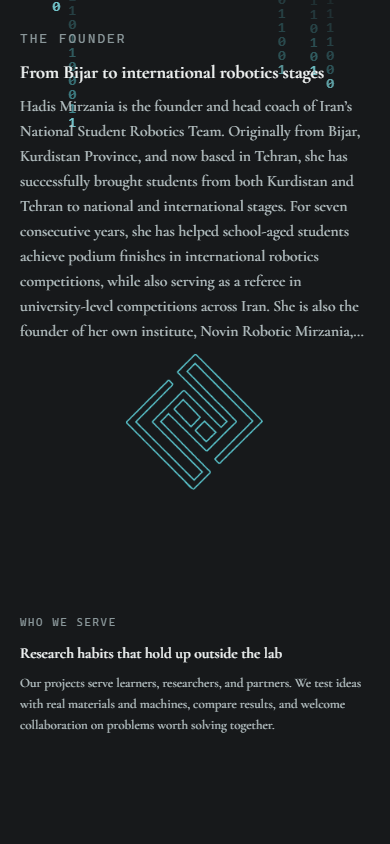 THE FOUNDER
From Bijar to international robotics stages
Hadis Mirzania is the founder and head coach of Iran's
National Student Robotics Team. Originally from Bijar,
Kurdistan Province, and now based in Tehran, she has
successfully brought students from both Kurdistan and
Tehran to national and international stages. For seven
consecutive years, she has helped school-aged students
achieve podium finishes in international robotics
competitions, while also serving as a referee in
university-level competitions across Iran. She is also the
founder of her own institute, Novin Robotic Mirzania,...
WHO WE SERVE
Research habits that hold up outside the lab
Our projects serve learners, researchers, and partners. We test ideas
with real materials and machines, compare results, and welcome
collaboration on problems worth solving together.